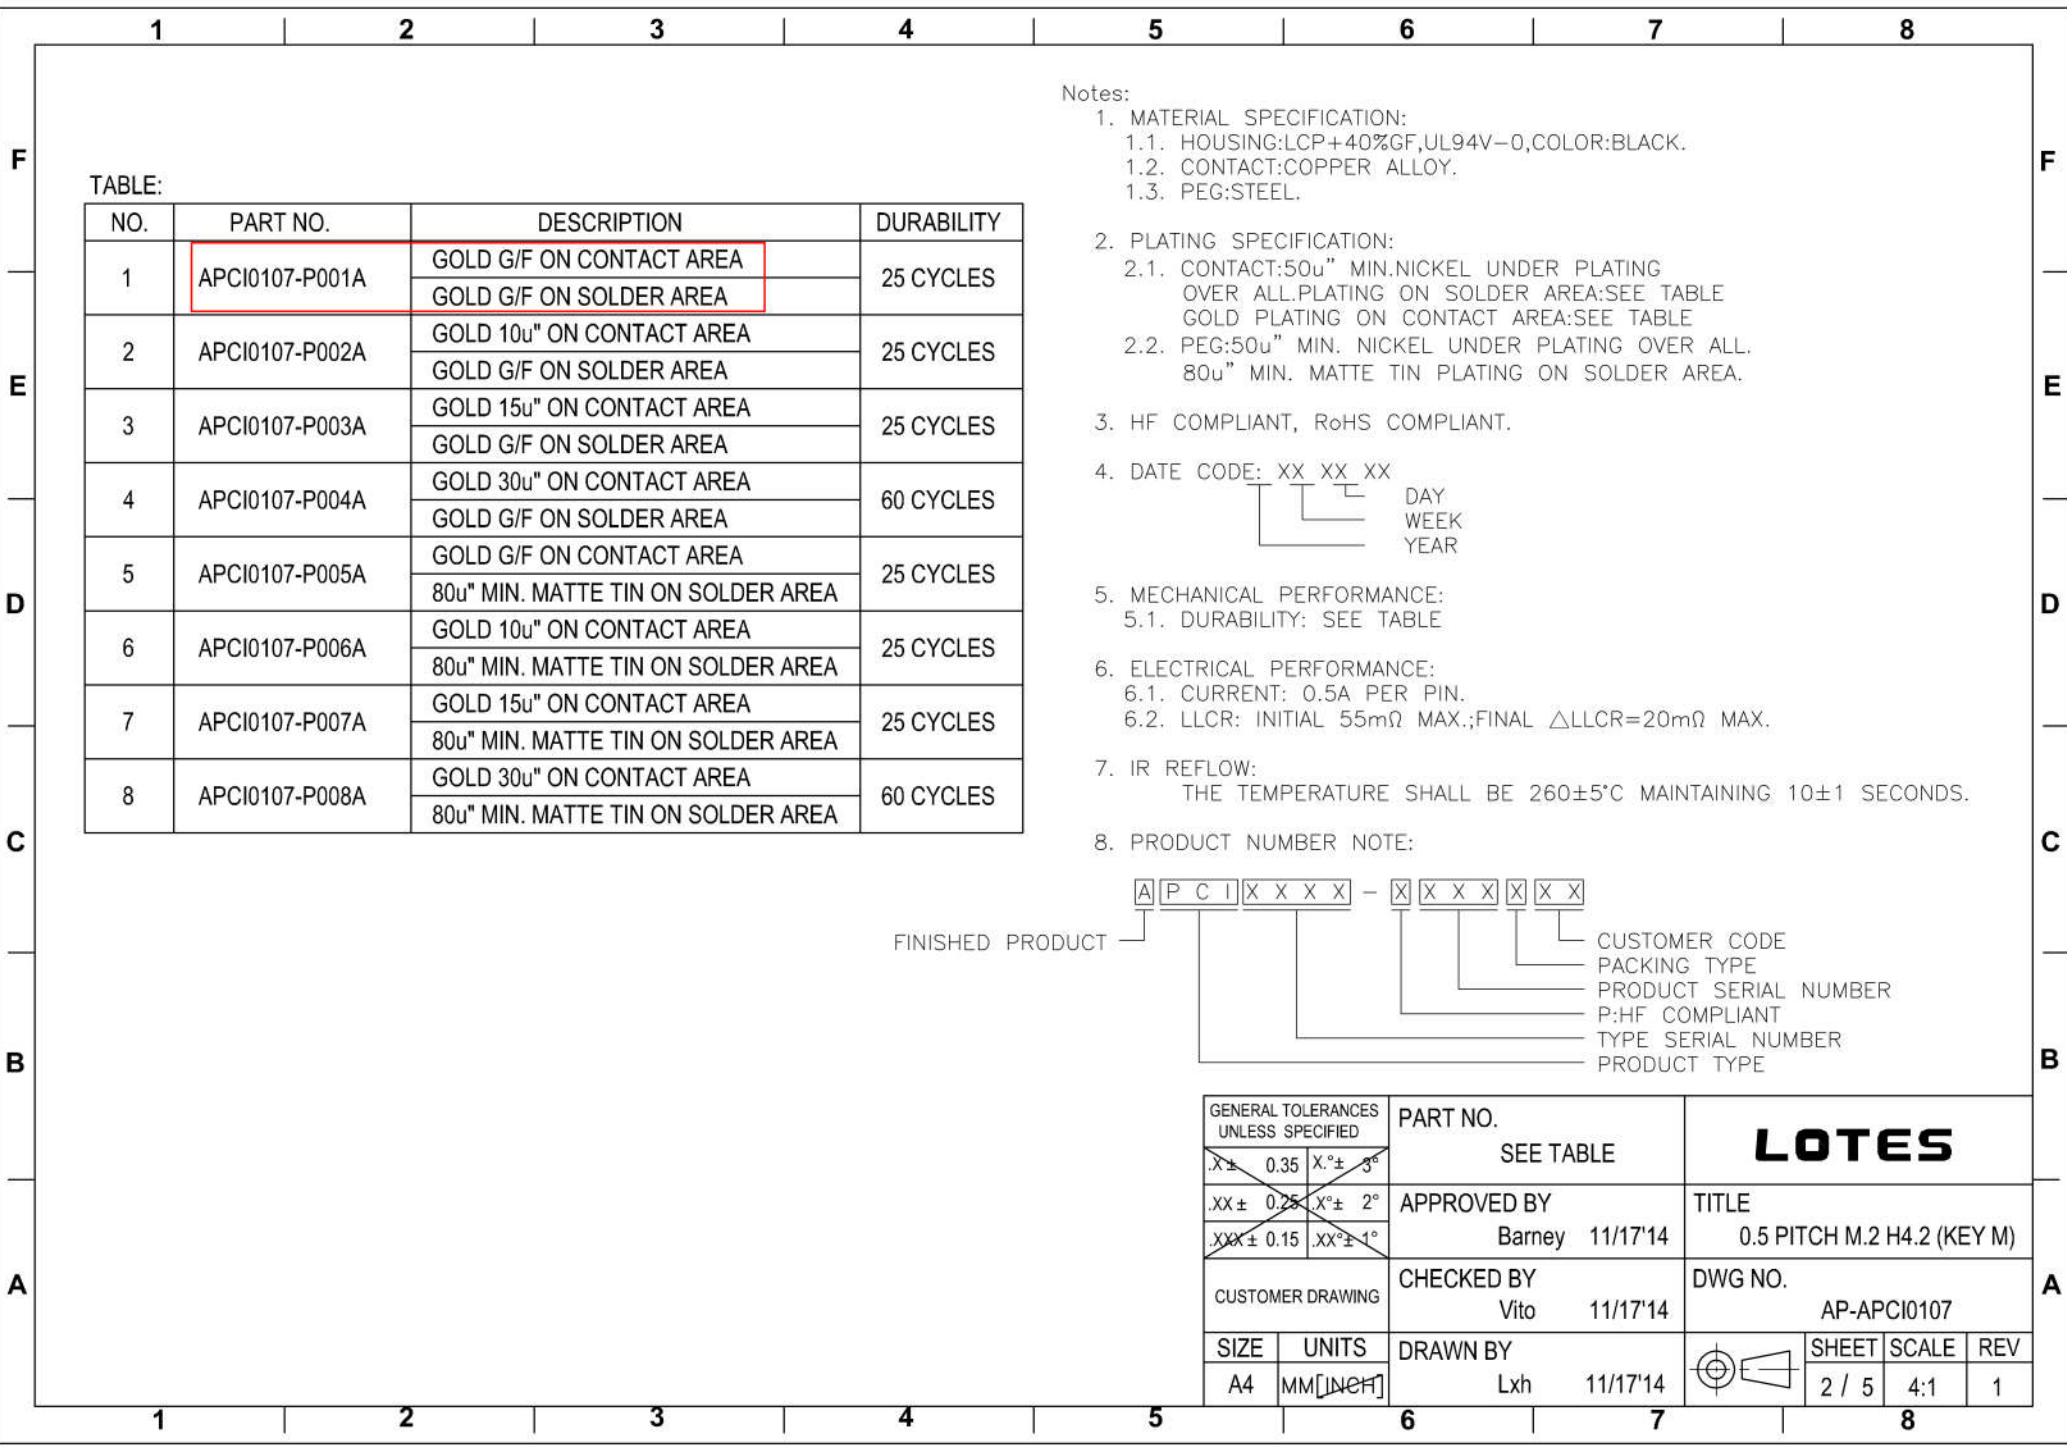 1 2 3 4 5 6 7 8
F F
E E
D D
C C
B B
A A
TABLE:
NO. PART NO. DESCRIPTION DURABILITY
1 APCI0107-P001A GOLD G/F ON CONTACT AREA 25 CYCLES
GOLD G/F ON SOLDER AREA
2 APCI0107-P002A GOLD 10u" ON CONTACT AREA 25 CYCLES
GOLD G/F ON SOLDER AREA
3 APCI0107-P003A GOLD 15u" ON CONTACT AREA 25 CYCLES
GOLD G/F ON SOLDER AREA
4 APCI0107-P004A GOLD 30u" ON CONTACT AREA 60 CYCLES
GOLD G/F ON SOLDER AREA
5 APCI0107-P005A GOLD G/F ON CONTACT AREA 25 CYCLES
80u" MIN. MATTE TIN ON SOLDER AREA
6 APCI0107-P006A GOLD 10u" ON CONTACT AREA 25 CYCLES
80u" MIN. MATTE TIN ON SOLDER AREA
7 APCI0107-P007A GOLD 15u" ON CONTACT AREA 25 CYCLES
80u" MIN. MATTE TIN ON SOLDER AREA
8 APCI0107-P008A GOLD 30u" ON CONTACT AREA 60 CYCLES
80u" MIN. MATTE TIN ON SOLDER AREA
Notes:
1. MATERIAL SPECIFICATION:
1.1. HOUSING:LCP+40%GF,UL94V-0,COLOR:BLACK.
1.2. CONTACT:COPPER ALLOY.
1.3. PEG:STEEL.
2. PLATING SPECIFICATION:
2.1. CONTACT:50u" MIN.NICKEL UNDER PLATING
OVER ALL.PLATING ON SOLDER AREA:SEE TABLE
GOLD PLATING ON CONTACT AREA:SEE TABLE
2.2. PEG:50u" MIN. NICKEL UNDER PLATING OVER ALL.
80u" MIN. MATTE TIN PLATING ON SOLDER AREA.
3. HF COMPLIANT, RoHS COMPLIANT.
4. DATE CODE: XX XX XX
DAY
WEEK
YEAR
5. MECHANICAL PERFORMANCE:
5.1. DURABILITY: SEE TABLE
6. ELECTRICAL PERFORMANCE:
6.1. CURRENT: 0.5A PER PIN.
6.2. LLCR: INITIAL 55mΩ MAX.;FINAL △LLCR=20mΩ MAX.
7. IR REFLOW:
THE TEMPERATURE SHALL BE 260±5°C MAINTAINING 10±1 SECONDS.
8. PRODUCT NUMBER NOTE:
A P C I X X X X - X X X X X X X
FINISHED PRODUCT
CUSTOMER CODE
PACKING TYPE
PRODUCT SERIAL NUMBER
P:HF COMPLIANT
TYPE SERIAL NUMBER
PRODUCT TYPE
GENERAL TOLERANCES
UNLESS SPECIFIED
.X± 0.35 X.°± 3°
.XX± 0.25 .X°± 2°
.XXX± 0.15 .XX°± 1°
CUSTOMER DRAWING
SIZE UNITS
A4 MM[INCH]
PART NO.
SEE TABLE
APPROVED BY
Barney 11/17'14
CHECKED BY
Vito 11/17'14
DRAWN BY
Lxh 11/17'14
LOTES
TITLE
0.5 PITCH M.2 H4.2 (KEY M)
DWG NO.
AP-APCI0107
SHEET SCALE REV
2 / 5 4:1 1
1 2 3 4 5 6 7 8